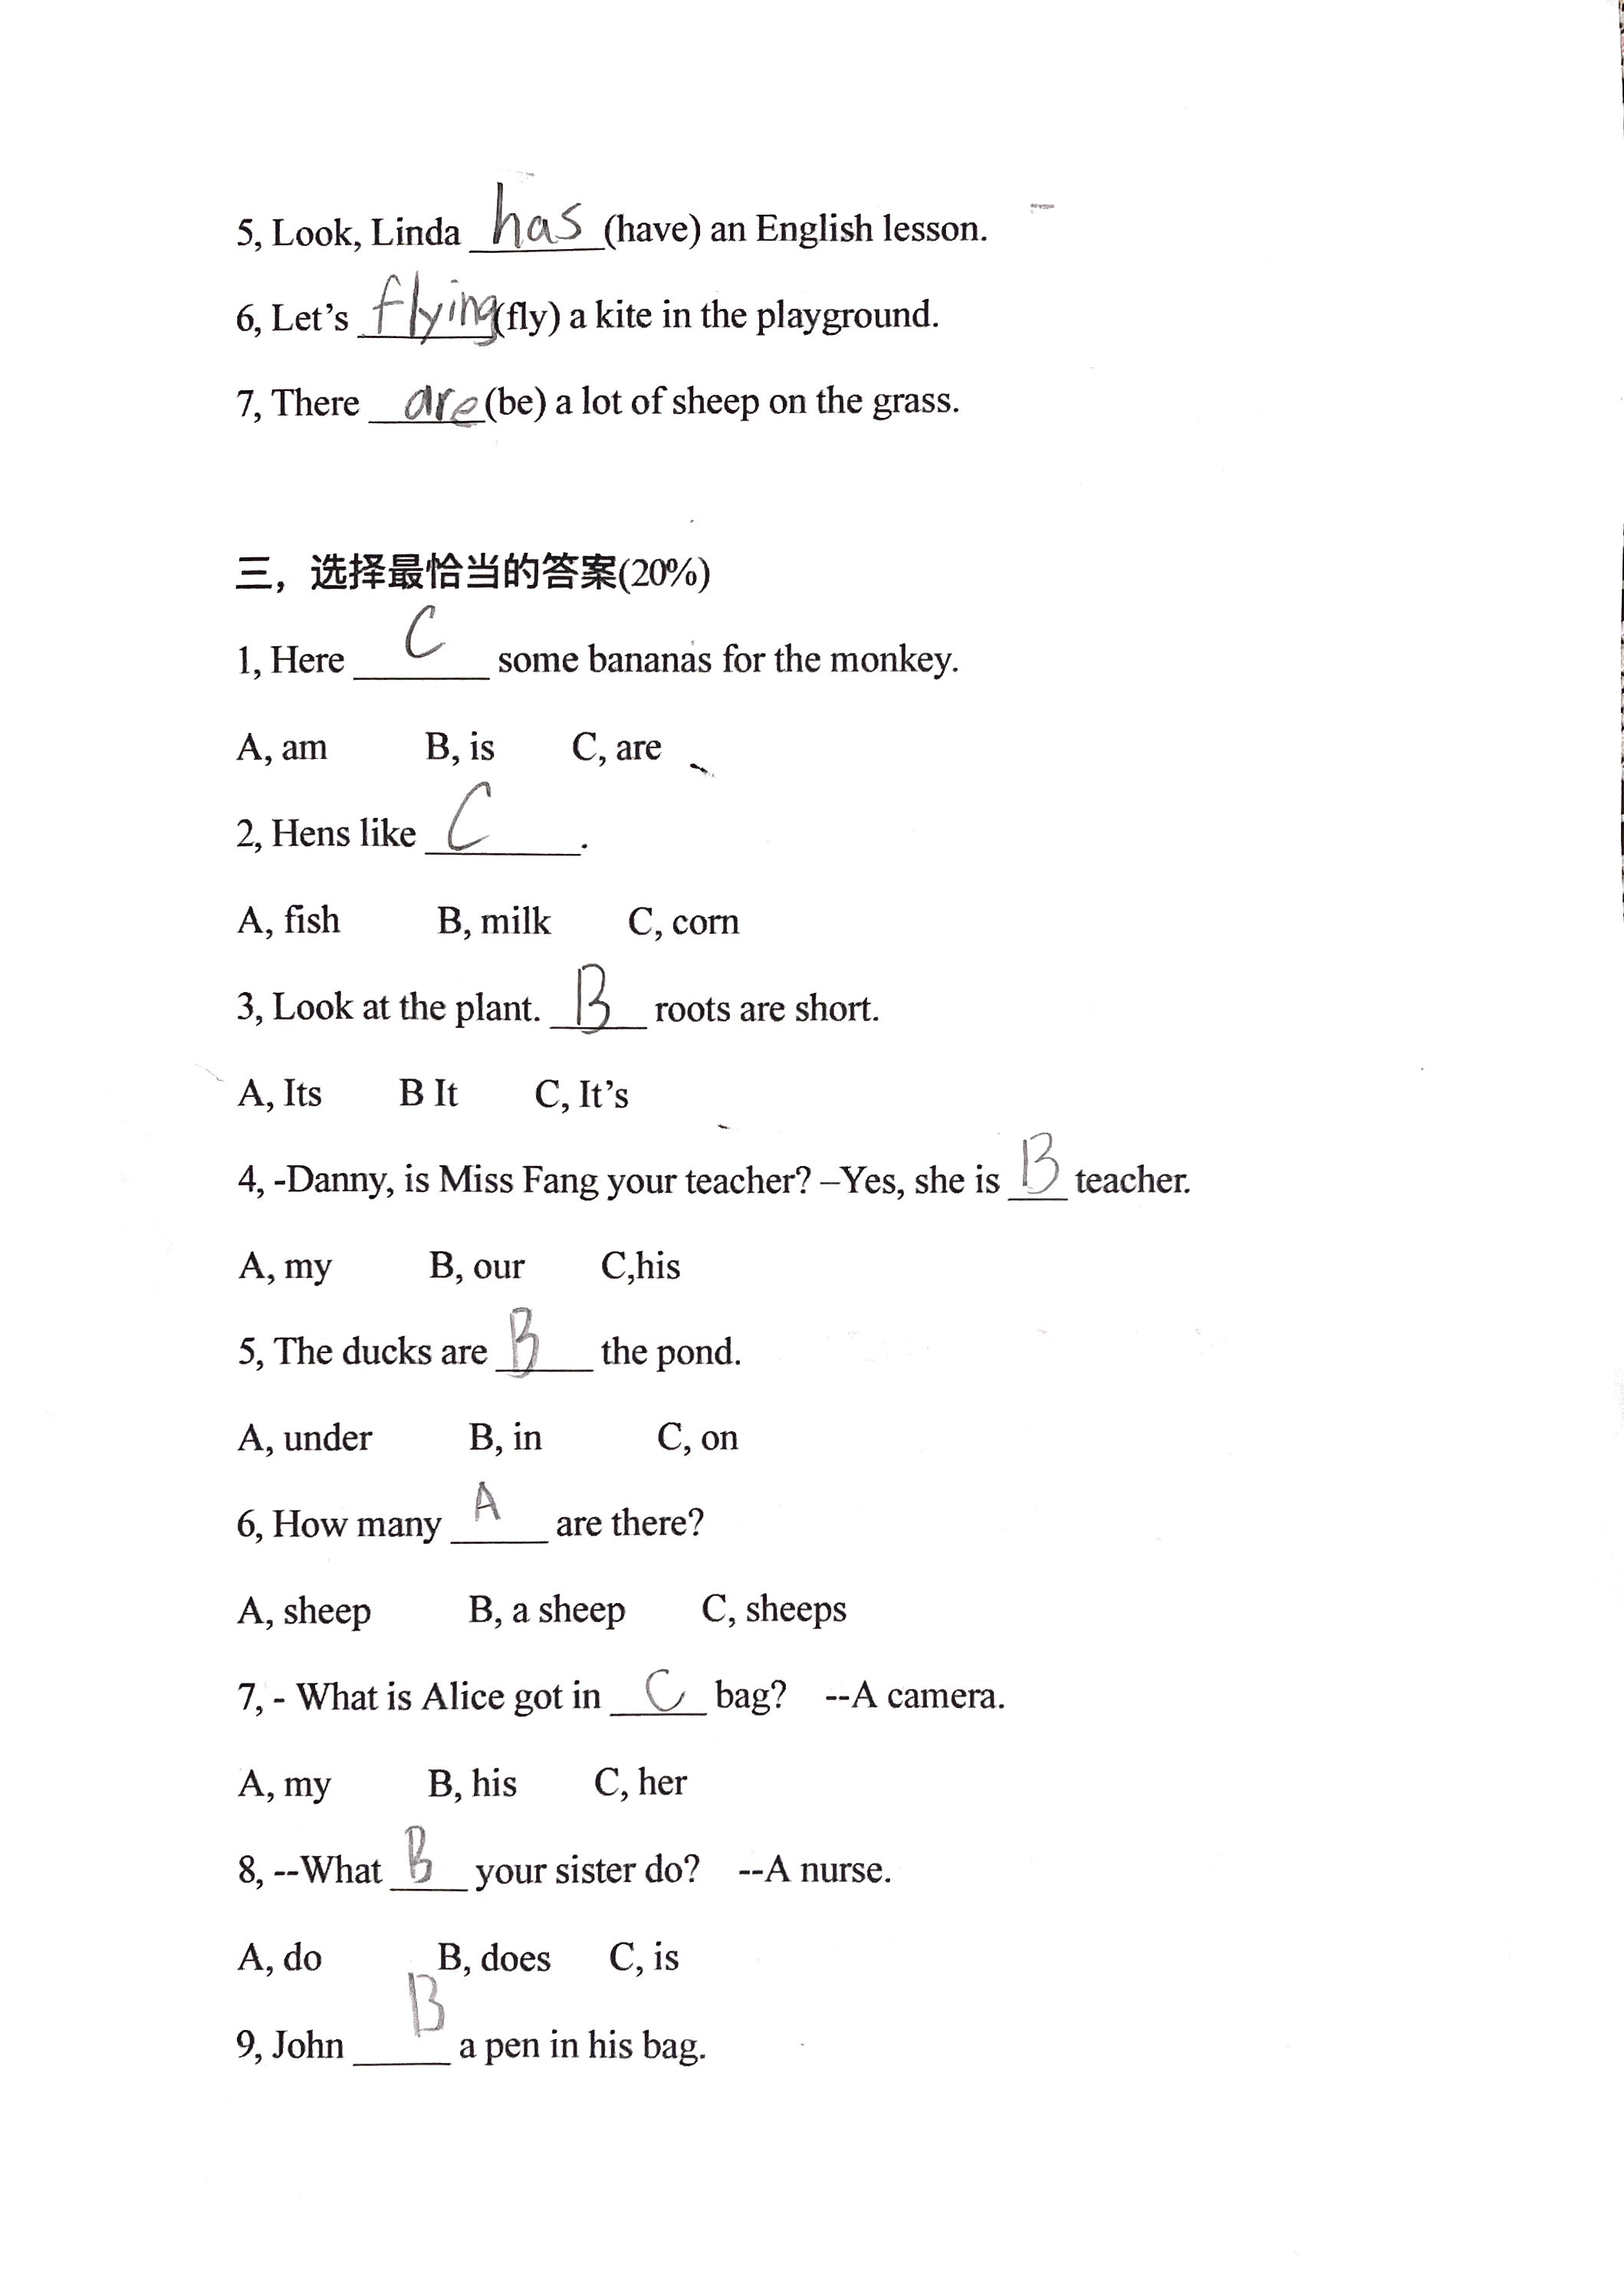 5, Look, Linda has (have) an English lesson.
6, Let's flying (fly) a kite in the playground.
7, There are (be) a lot of sheep on the grass.
三，选择最恰当的答案(20%)
1, Here C some bananas for the monkey.
A, am B, is C, are
2, Hens like C.
A, fish B, milk C, corn
3, Look at the plant. B roots are short.
A, Its B It C, It's
4, -Danny, is Miss Fang your teacher? –Yes, she is B teacher.
A, my B, our C,his
5, The ducks are B the pond.
A, under B, in C, on
6, How many A are there?
A, sheep B, a sheep C, sheeps
7, - What is Alice got in C bag? --A camera.
A, my B, his C, her
8, --What B your sister do? --A nurse.
A, do B, does C, is
9, John B a pen in his bag.